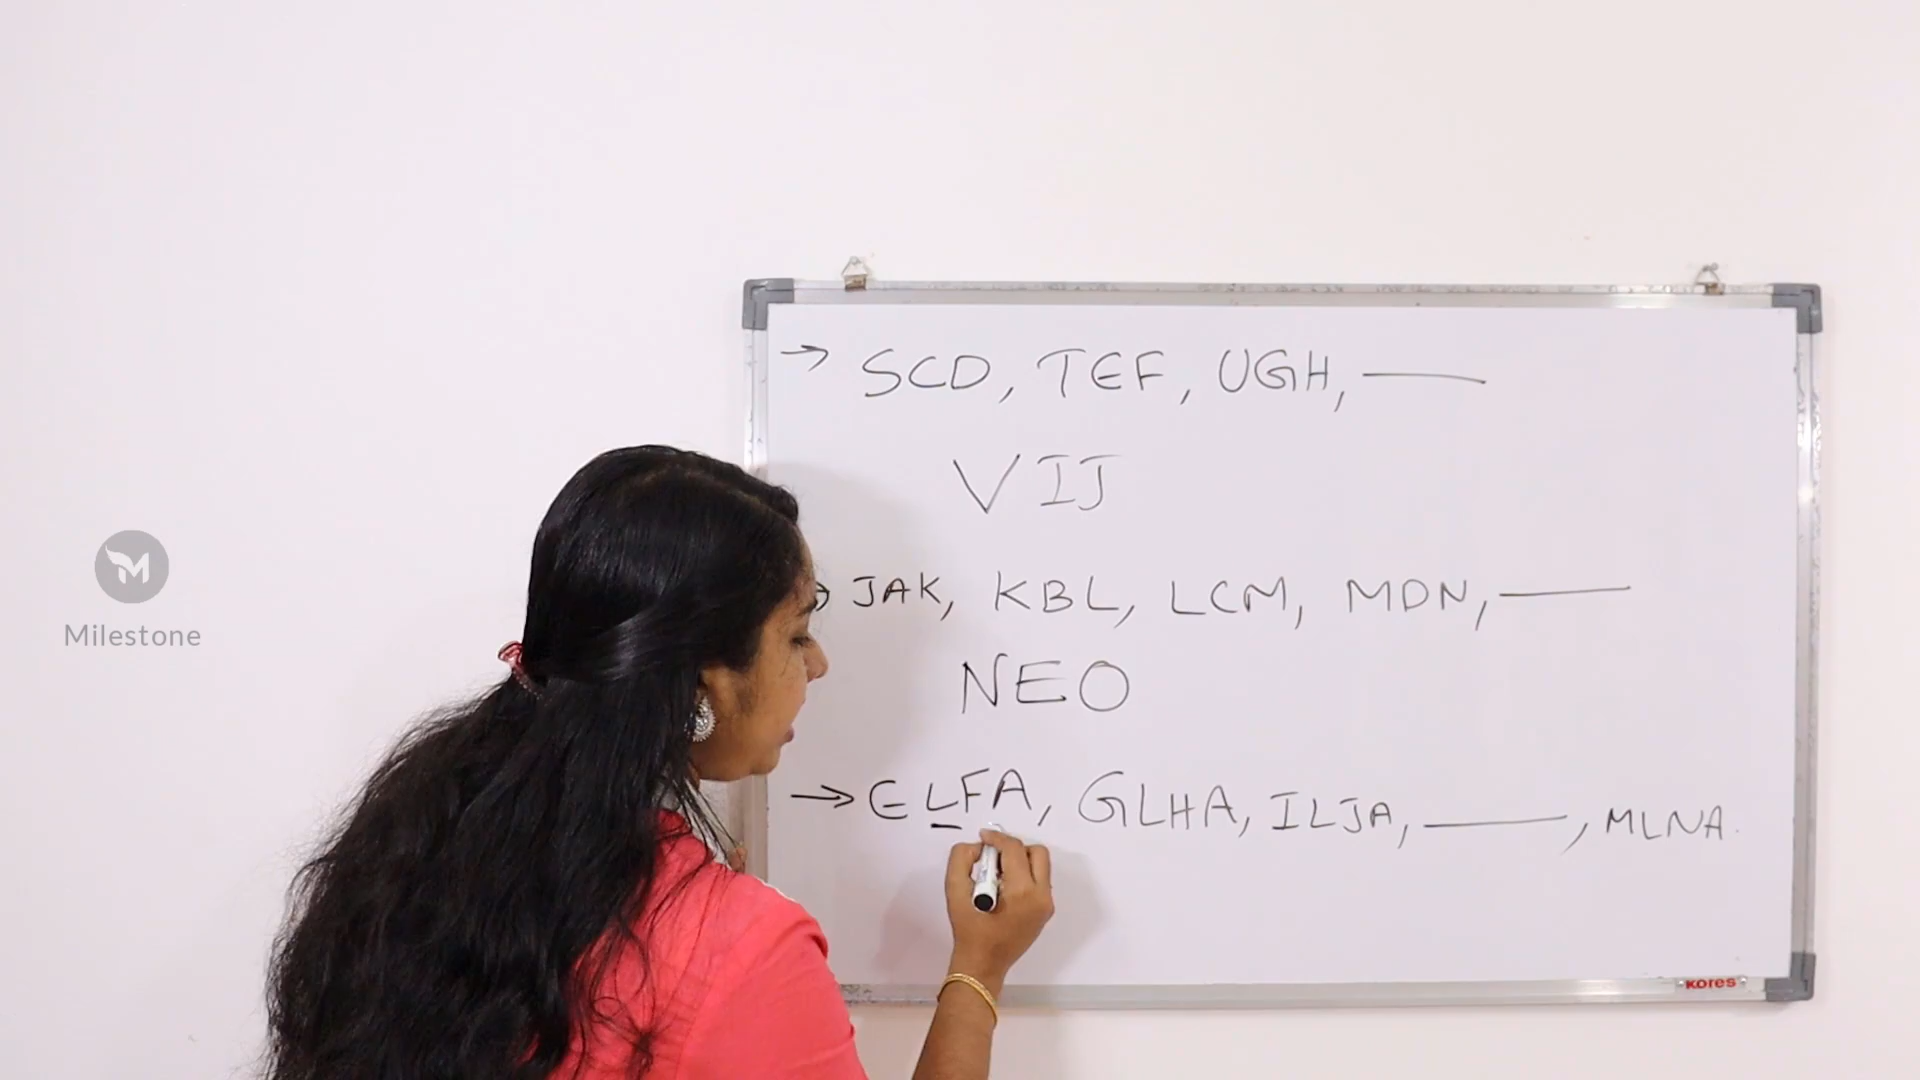 → SCD, TEF, UGH, ——
VIJ
JAK, KBL, LCM, MDN, ——
NEO
→ ELFA, GLHA, ILJA, ——, MLNA.
Milestone
kores